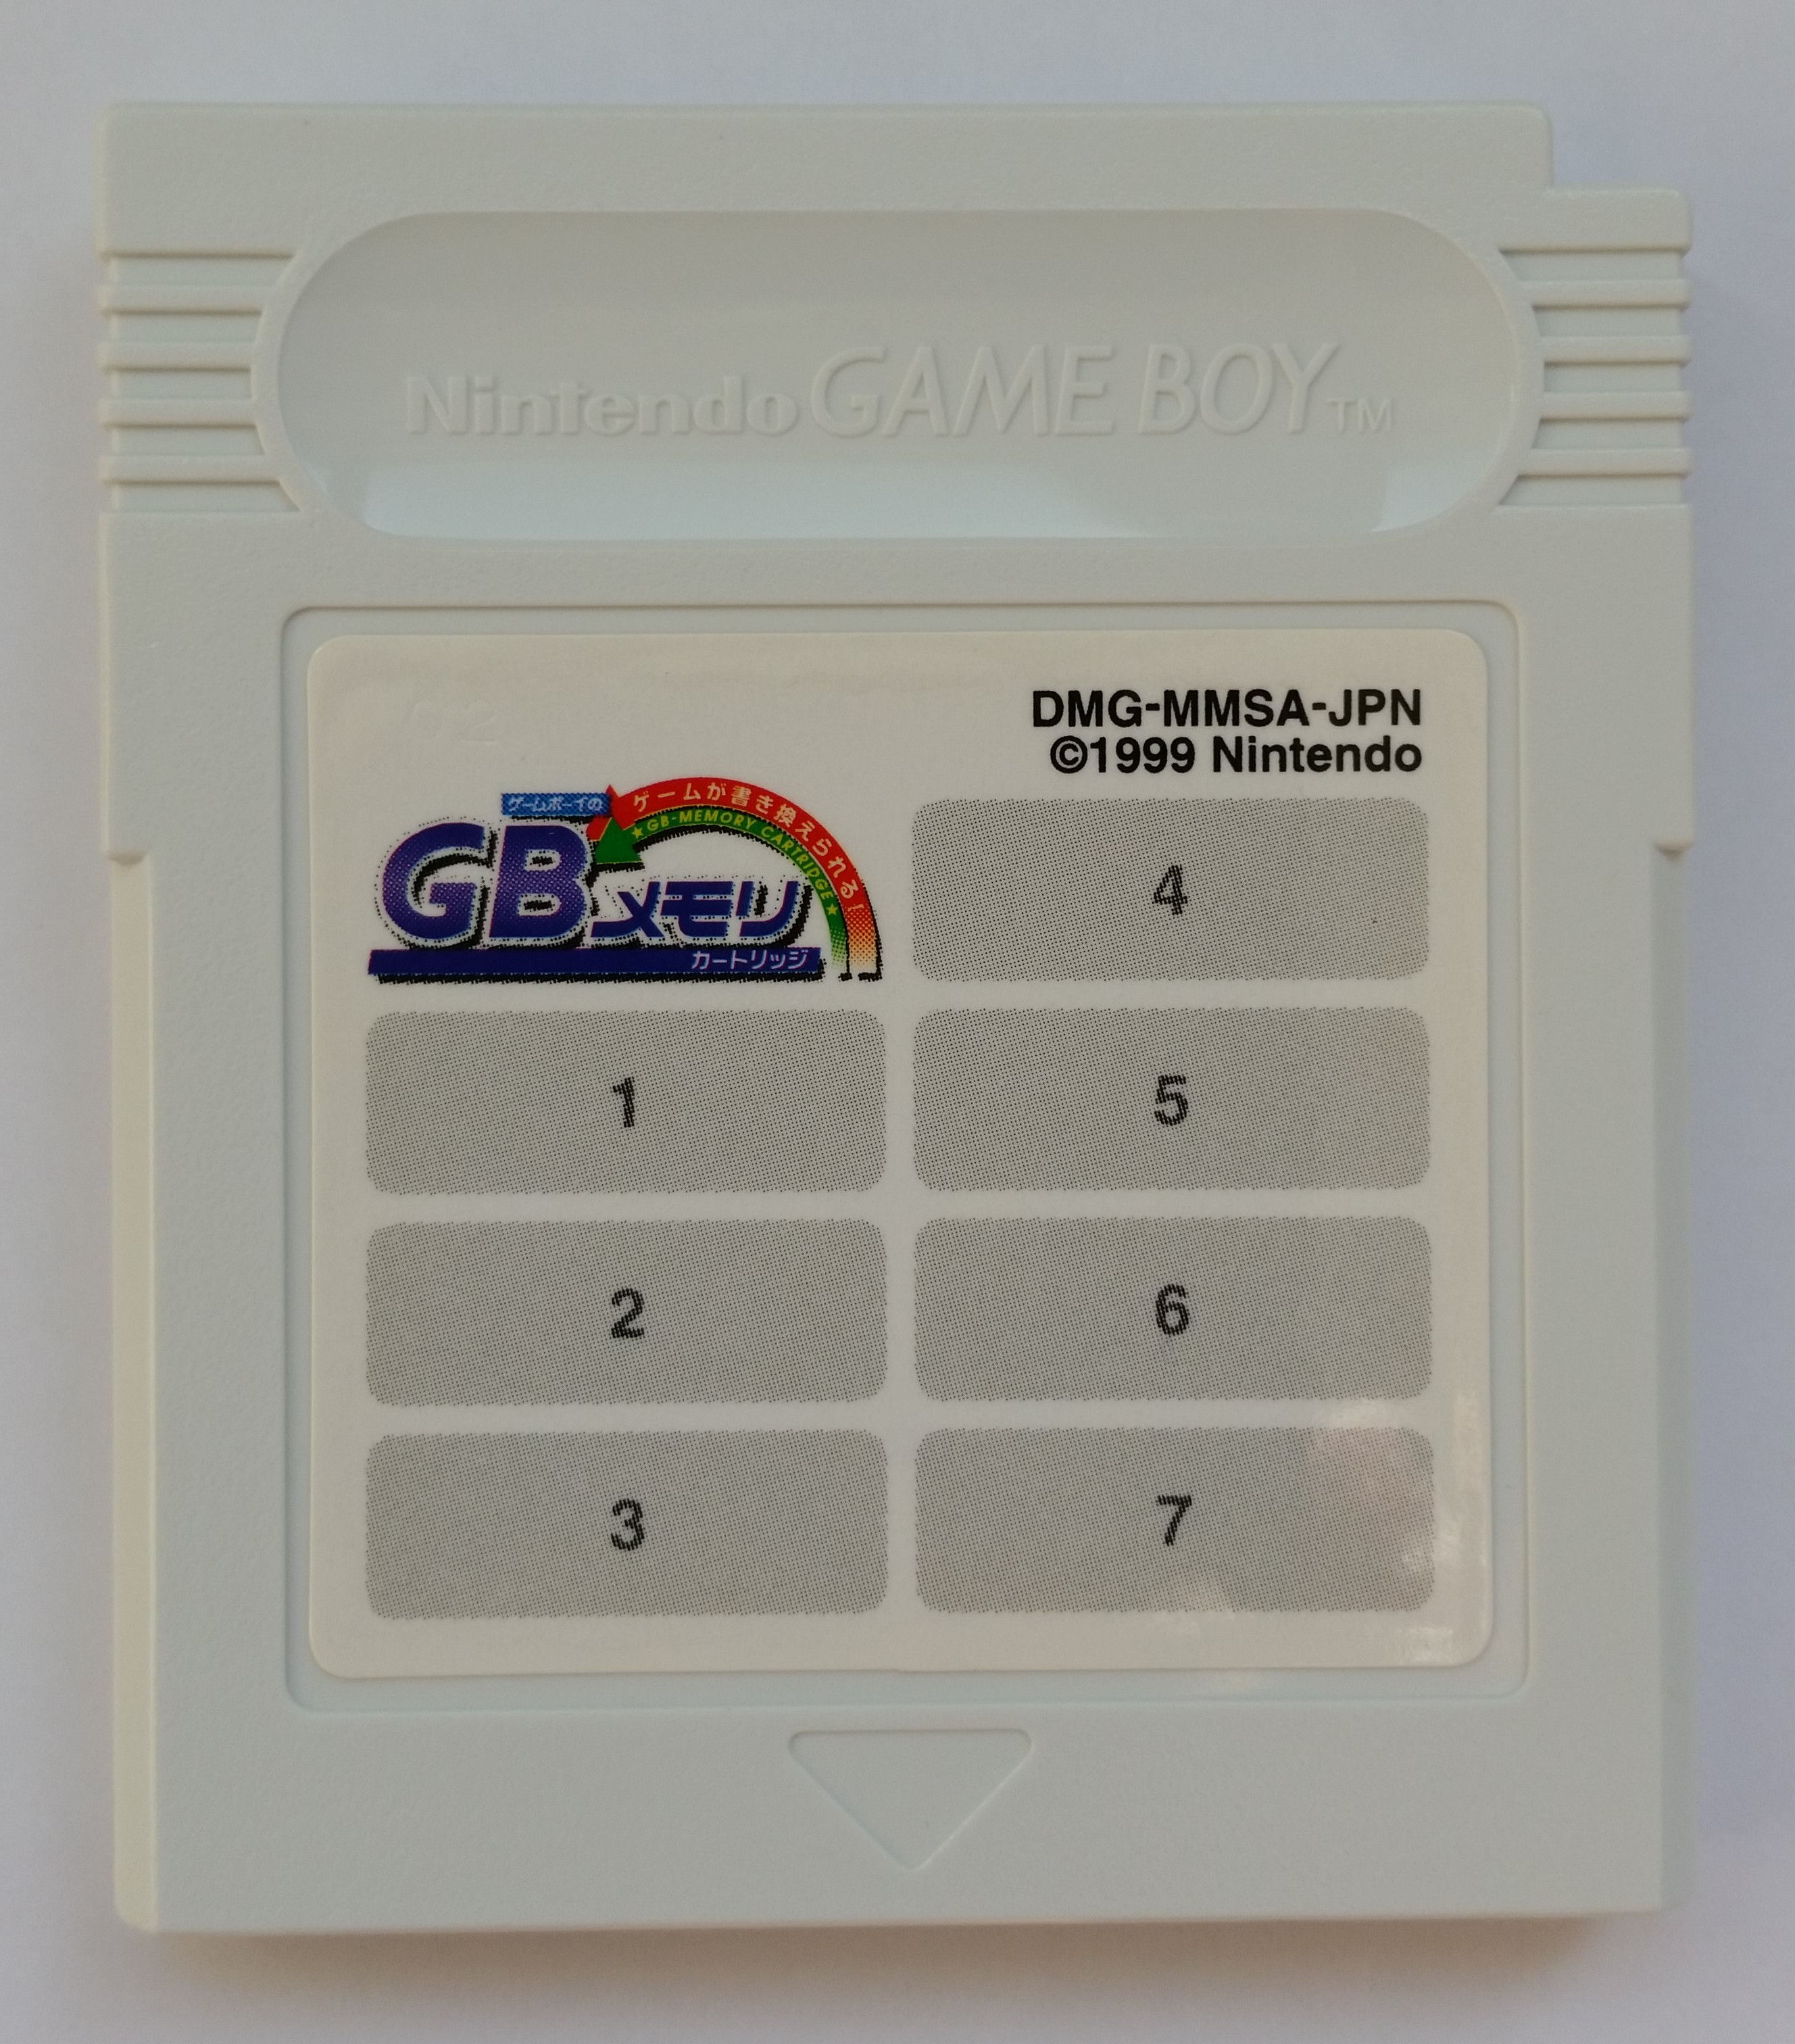 Nintendo GAME BOY™
DMG-MMSA-JPN
©1999 Nintendo
ゲームボーイの
ゲームが書き換えられる!
★GB-MEMORY CARTRIDGE★
GBメモリ
カートリッジ
1
2
3
4
5
6
7